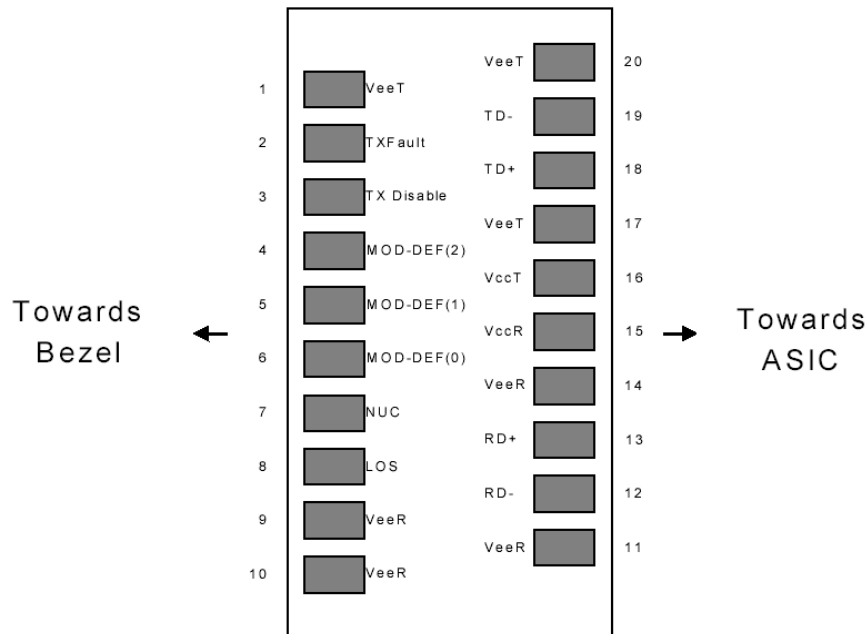 VeeT 20
1 VeeT
TD- 19
2 TXFault
TD+ 18
3 TX Disable
VeeT 17
4 MOD-DEF(2)
VccT 16
5 MOD-DEF(1)
Towards
Bezel
VccR 15
Towards
ASIC
6 MOD-DEF(0)
VeeR 14
7 NUC
RD+ 13
8 LOS
RD- 12
9 VeeR
VeeR 11
10 VeeR